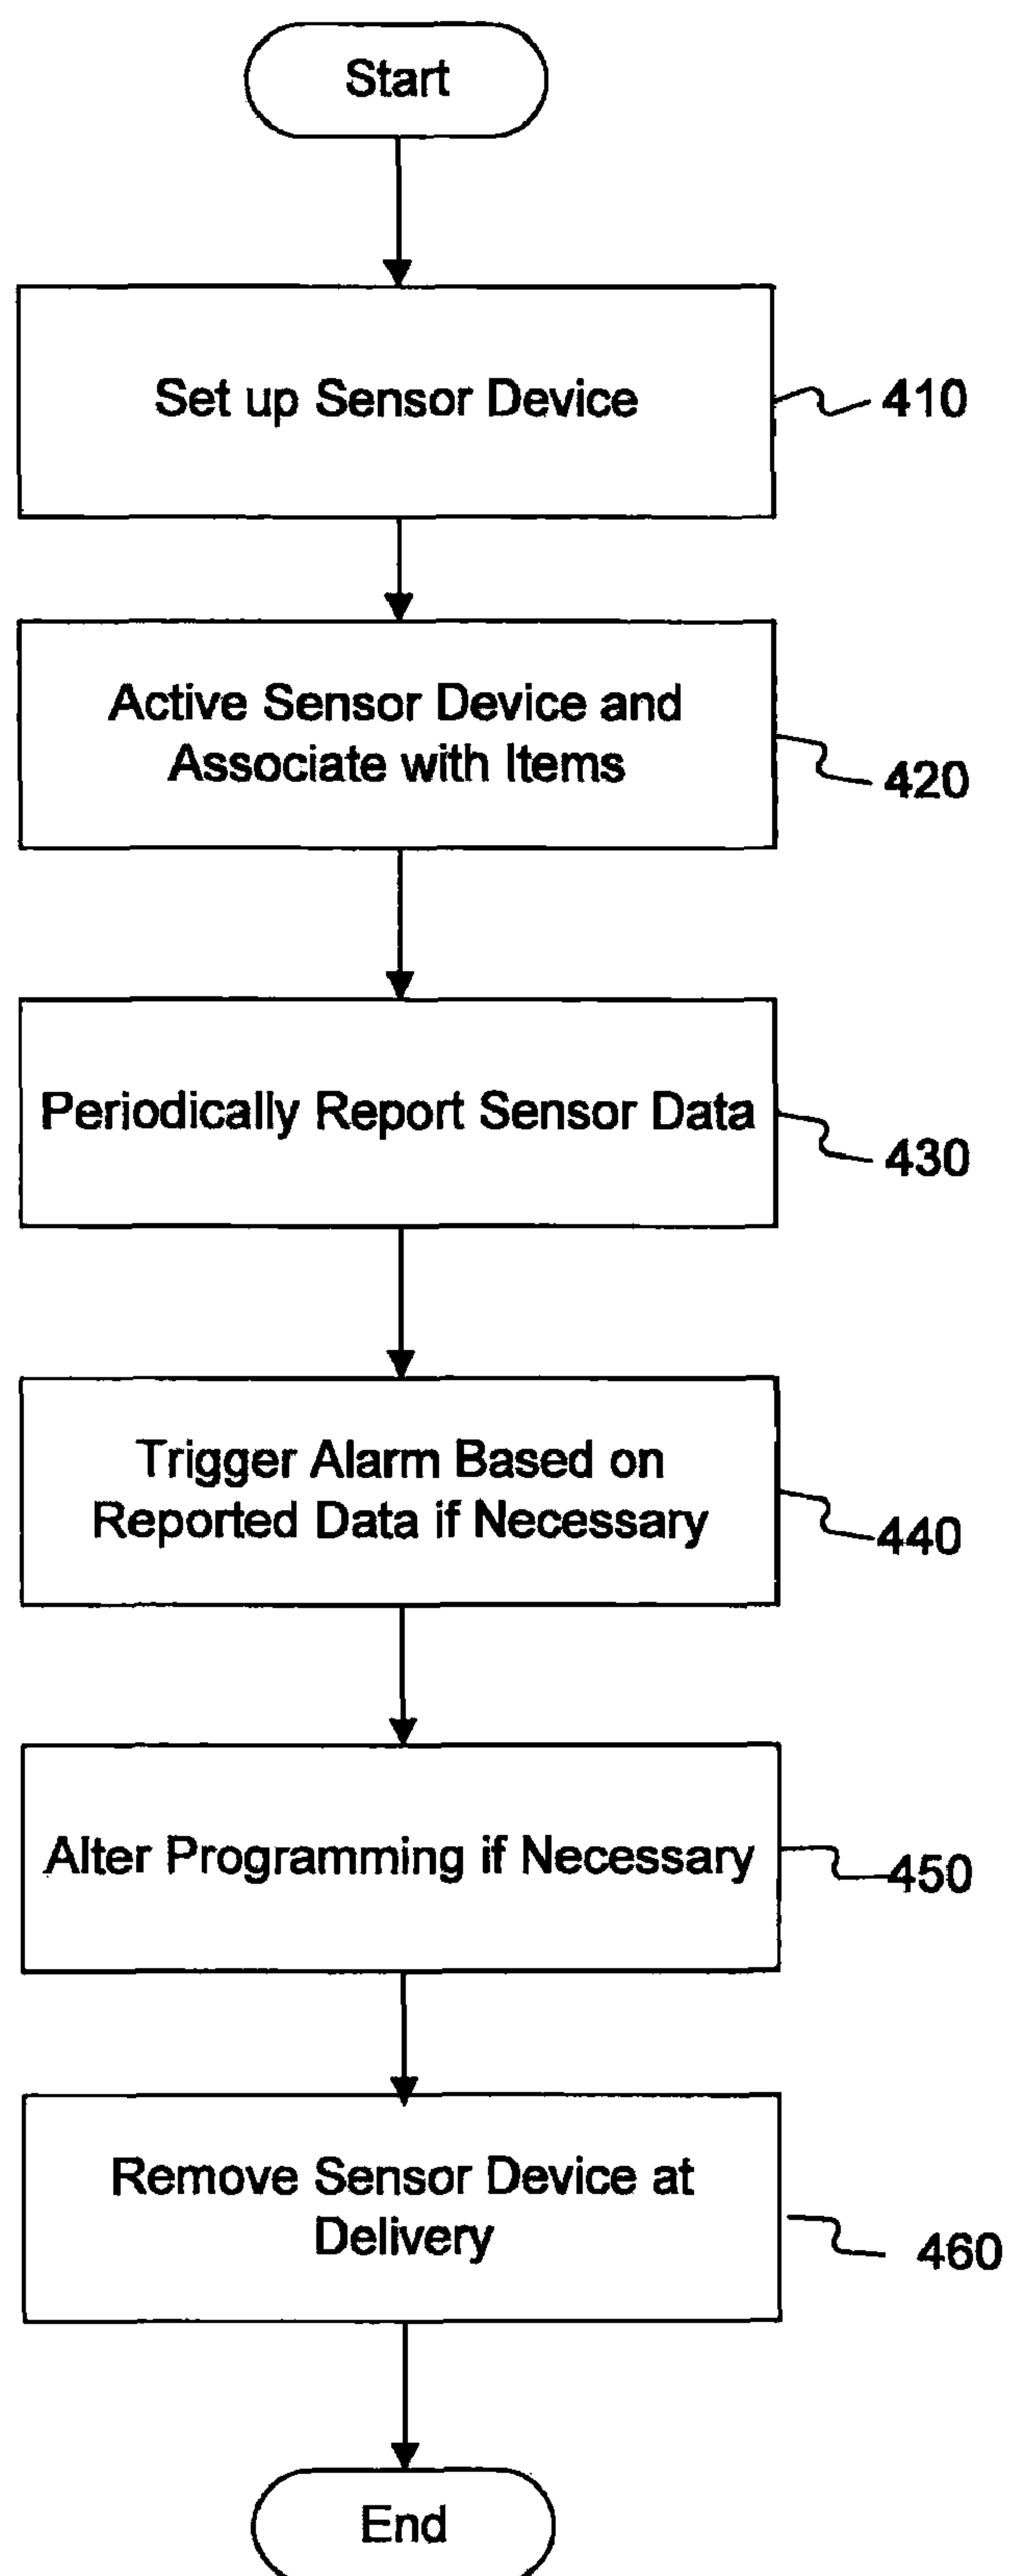 Start
Set up Sensor Device
410
Active Sensor Device and
Associate with Items
420
Periodically Report Sensor Data
430
Trigger Alarm Based on
Reported Data if Necessary
440
Alter Programming if Necessary
450
Remove Sensor Device at
Delivery
460
End